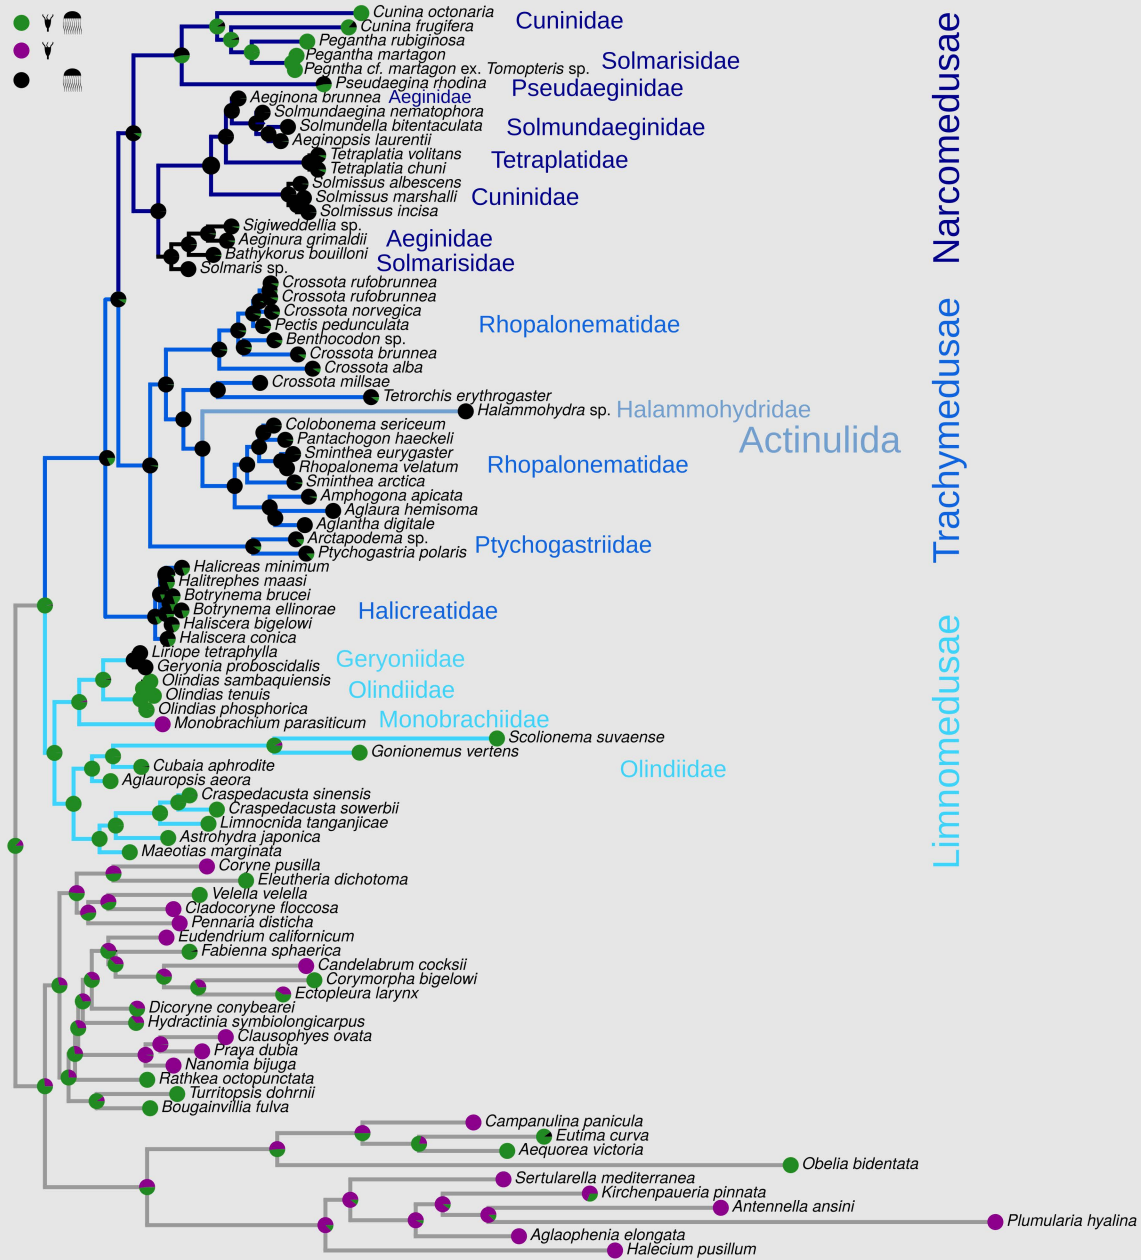 Cunina octonaria
Cuninidae
Cunina frugifera
Pegantha rubiginosa
Pegantha martagon
Solmarisidae
Pegntha cf. martagon ex. Tomopteris sp.
Pseudaegina rhodina
Pseudaeginidae
Aeginona brunnea
Aeginidae
Solmundaegina nematophora
Solmundella bitentaculata
Solmundaeginidae
Aeginopsis laurentii
Tetraplatia volitans
Tetraplatidae
Tetraplatia chuni
Solmissus albescens
Solmissus marshalli
Cuninidae
Solmissus incisa
Sigiweddellia sp.
Aeginura grimaldii
Aeginidae
Bathykorus bouilloni
Solmaris sp.
Solmarisidae
Narcomedusae
Crossota rufobrunnea
Crossota rufobrunnea
Crossota norvegica
Pectis pedunculata
Rhopalonematidae
Benthocodon sp.
Crossota brunnea
Crossota alba
Crossota millsae
Tetrorchis erythrogaster
Halammohydra sp.
Halammohydridae
Actinulida
Colobonema sericeum
Pantachogon haeckeli
Sminthea eurygaster
Rhopalonema velatum
Rhopalonematidae
Sminthea arctica
Amphogona apicata
Aglaura hemisoma
Aglantha digitale
Arctapodema sp.
Ptychogastria polaris
Ptychogastriidae
Trachymedusae
Halicreas minimum
Halitrephes maasi
Botrynema brucei
Botrynema ellinorae
Halicreatidae
Haliscera bigelowi
Haliscera conica
Liriope tetraphylla
Geryoniidae
Geryonia proboscidalis
Olindias sambaquiensis
Olindias tenuis
Olindiidae
Olindias phosphorica
Monobrachium parasiticum
Monobrachiidae
Scolionema suvaense
Gonionemus vertens
Cubaia aphrodite
Olindiidae
Aglauropsis aeora
Craspedacusta sinensis
Craspedacusta sowerbii
Limnocnida tanganjicae
Astrohydra japonica
Maeotias marginata
Limnomedusae
Coryne pusilla
Eleutheria dichotoma
Velella velella
Cladocoryne floccosa
Pennaria disticha
Eudendrium californicum
Fabienna sphaerica
Candelabrum cocksii
Corymorpha bigelowi
Ectopleura larynx
Dicoryne conybearei
Hydractinia symbiolongicarpus
Clausophyes ovata
Praya dubia
Nanomia bijuga
Rathkea octopunctata
Turritopsis dohrnii
Bougainvillia fulva
Campanulina panicula
Eutima curva
Aequorea victoria
Obelia bidentata
Sertularella mediterranea
Kirchenpaueria pinnata
Antennella ansini
Plumularia hyalina
Aglaophenia elongata
Halecium pusillum